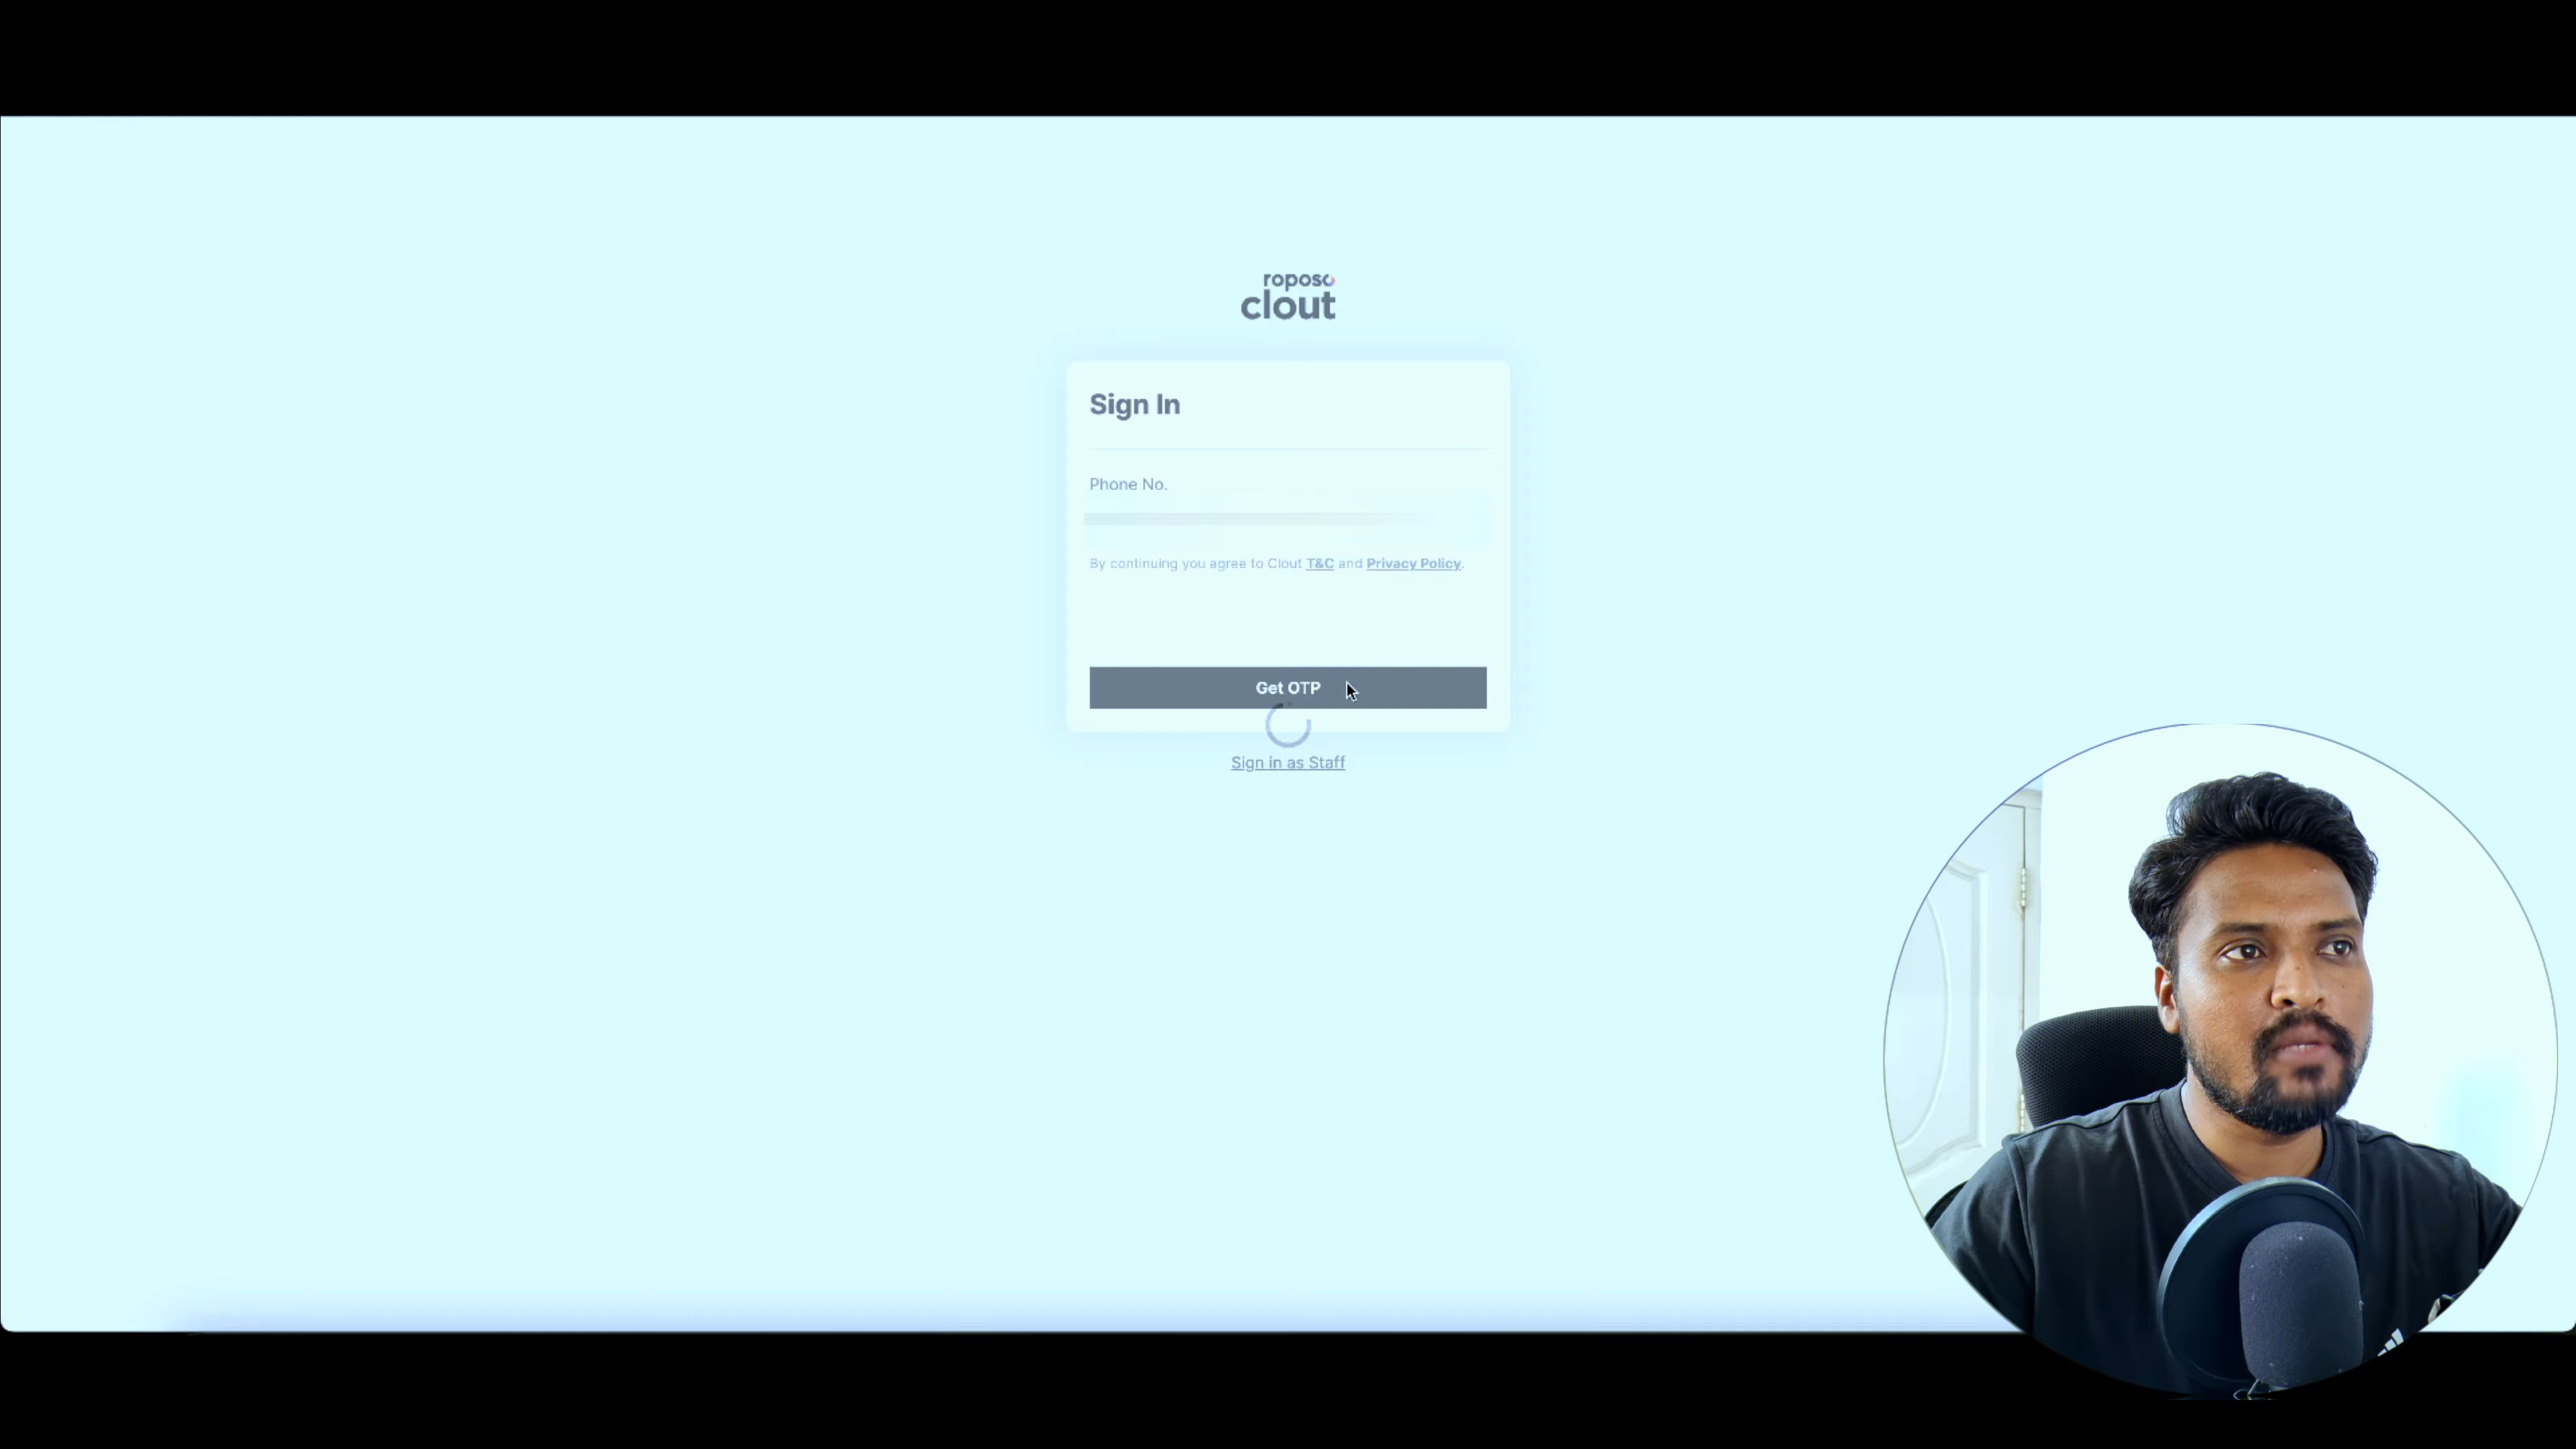 roposo
clout
Sign In
Phone No.
By continuing you agree to Clout T&C and Privacy Policy.
Get OTP
Sign in as Staff